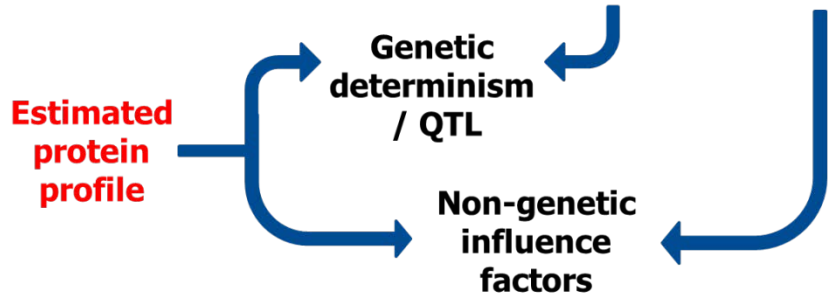 Genetic
determinism
/ QTL
Estimated
protein
profile
Non-genetic
influence
factors